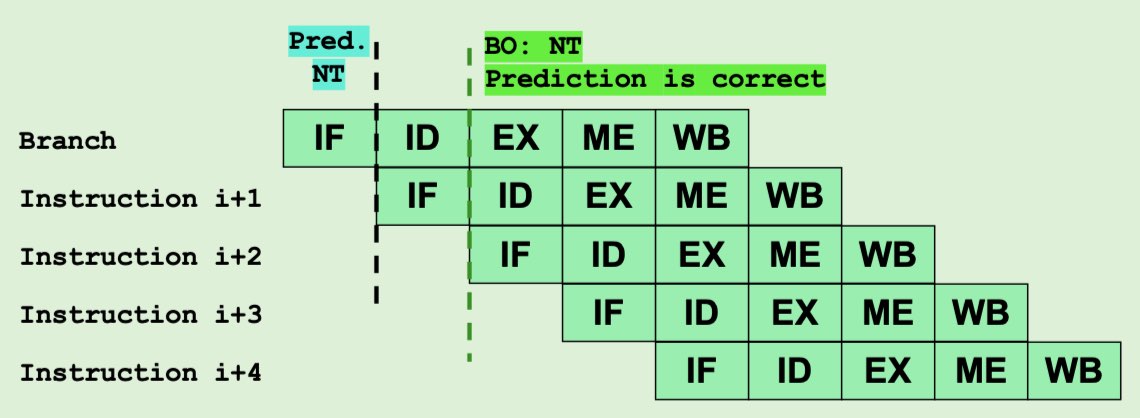 Pred.
NT
BO: NT
Prediction is correct
Branch IF ID EX ME WB
Instruction i+1 IF ID EX ME WB
Instruction i+2 IF ID EX ME WB
Instruction i+3 IF ID EX ME WB
Instruction i+4 IF ID EX ME WB